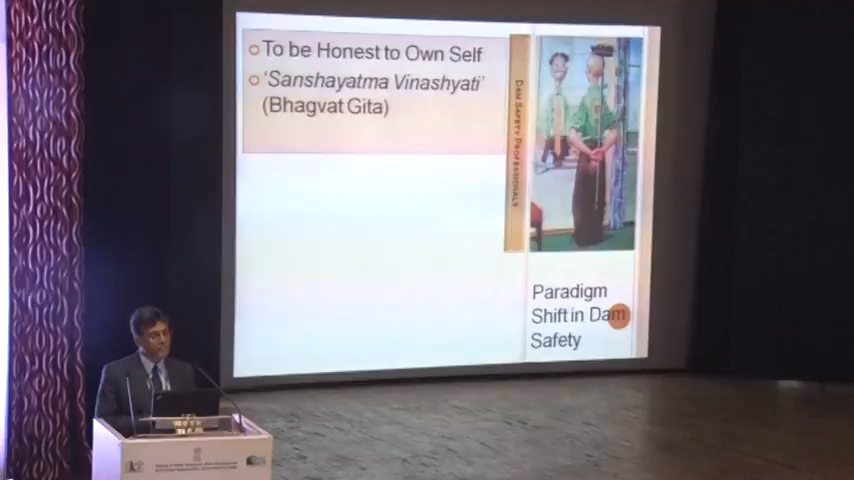 To be Honest to Own Self
'Sanshayatma Vinashyati'
(Bhagvat Gita)
DAM SAFETY PROFESSIONALS
Paradigm
Shift in Dam
Safety